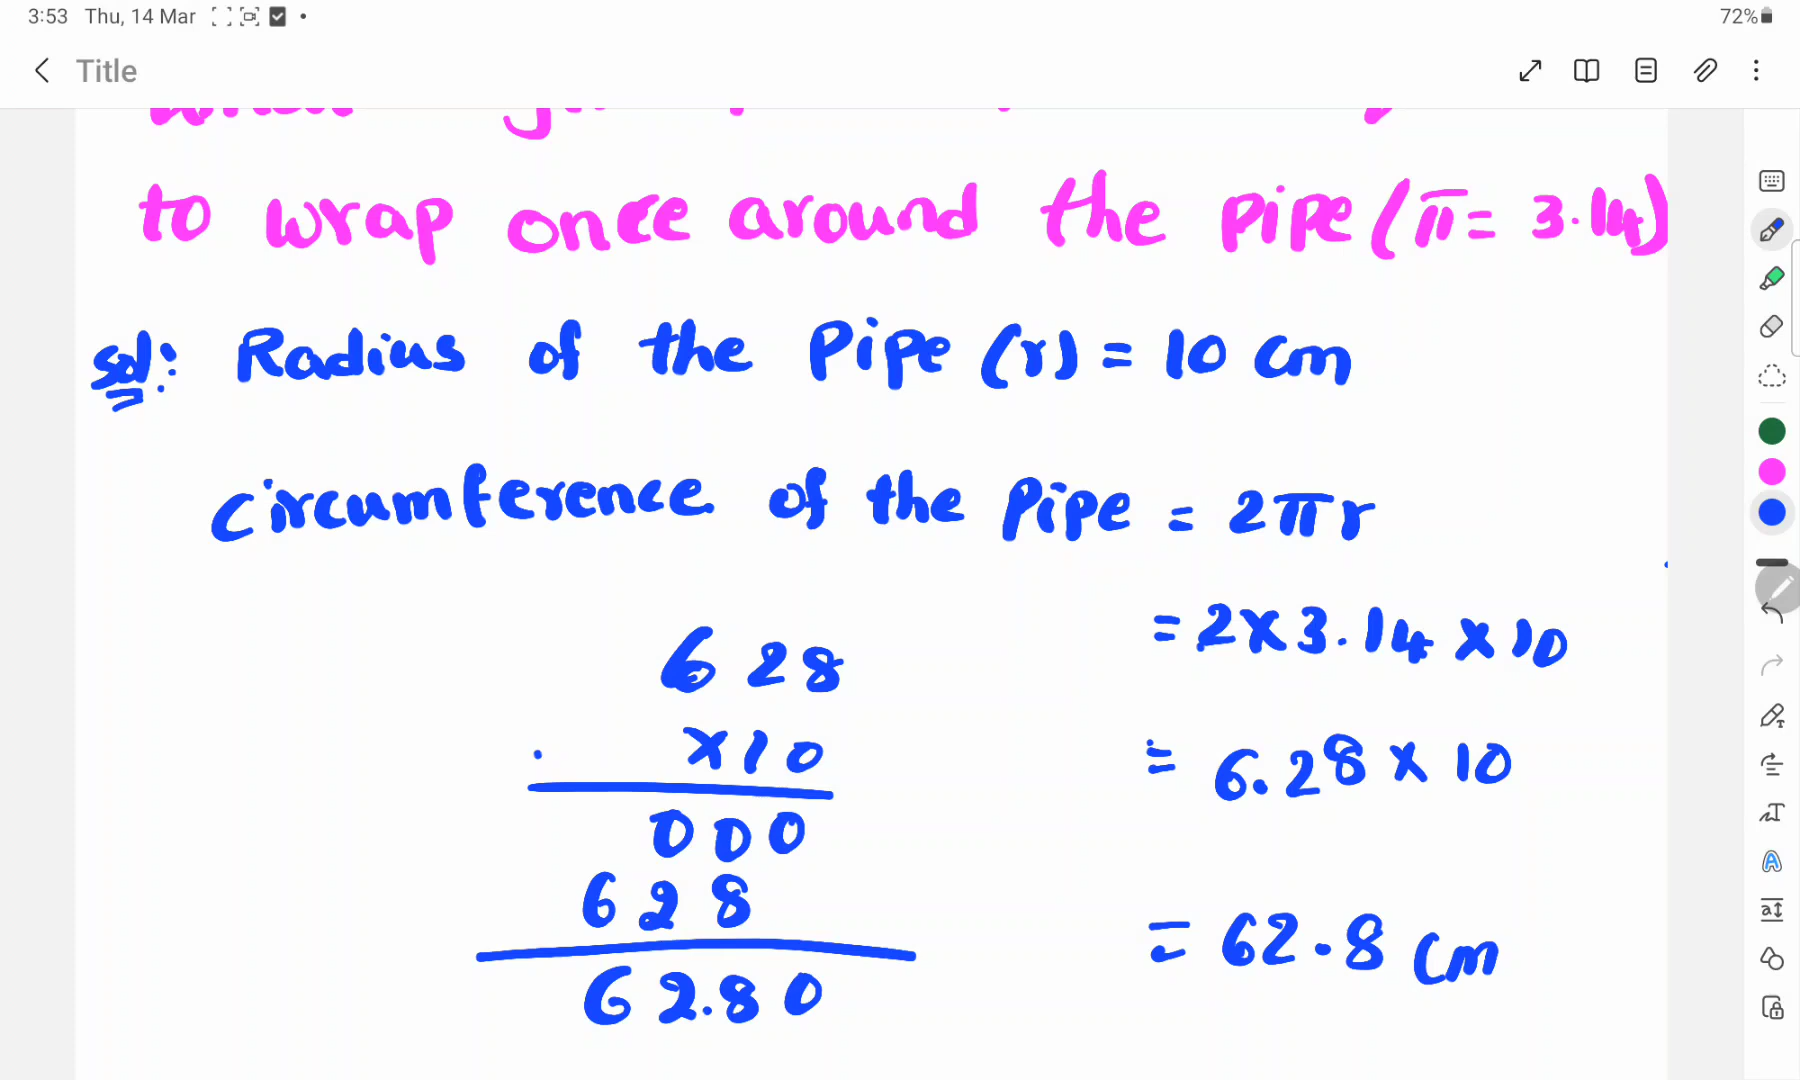 3:53 Thu, 14 Mar
72%
Title
to wrap once around the pipe (π= 3.14)
Sol: Radius of the Pipe (r) = 10 cm
Circumference of the Pipe = 2πr
= 2x3.14 x 10
628
x10
= 6.28 x 10
000
628
= 62.8 cm
62.80